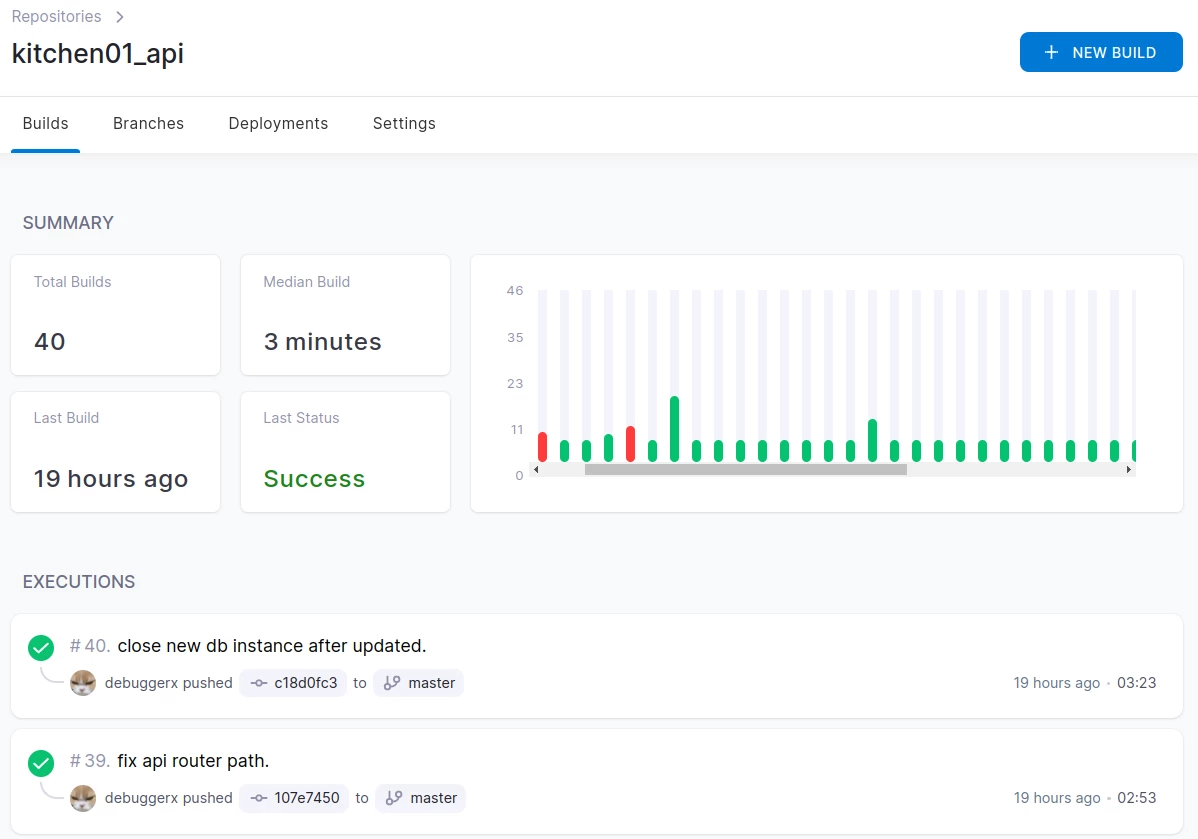 Repositories
kitchen01_api
NEW BUILD
Builds Branches Deployments Settings
SUMMARY
Total Builds
40
Median Build
3 minutes
Last Build
19 hours ago
Last Status
Success
46
35
23
11
0
EXECUTIONS
# 40. close new db instance after updated.
debuggerx pushed c18d0fc3 to master 19 hours ago • 03:23
# 39. fix api router path.
debuggerx pushed 107e7450 to master 19 hours ago • 02:53